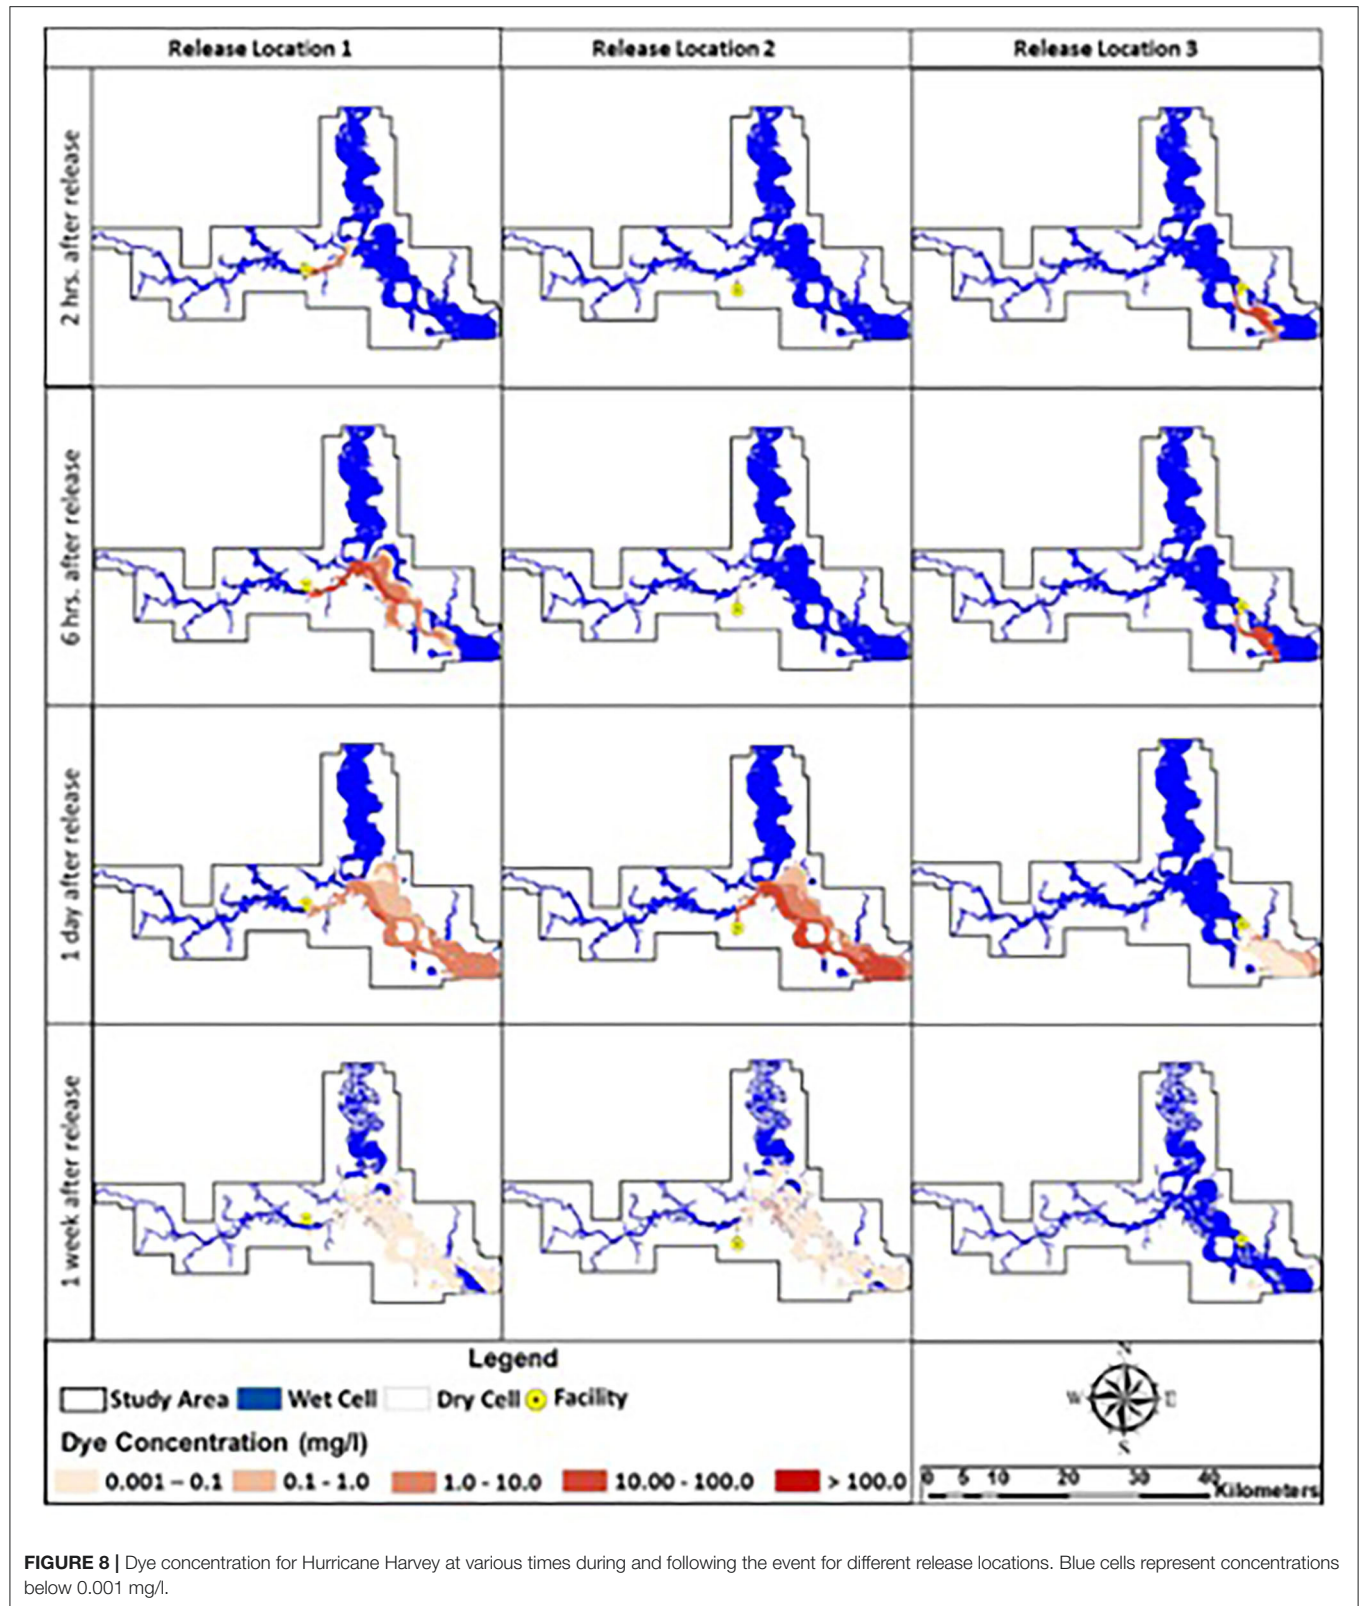 Release Location 1
Release Location 2
Release Location 3
2 hrs. after release
6 hrs. after release
1 day after release
1 week after release
Legend
Study Area
Wet Cell
Dry Cell
Facility
Dye Concentration (mg/l)
0.001 – 0.1
0.1 - 1.0
1.0 - 10.0
10.00 - 100.0
> 100.0
N
W
E
S
0 5 10 20 30 40
Kilometers
FIGURE 8 | Dye concentration for Hurricane Harvey at various times during and following the event for different release locations. Blue cells represent concentrations
below 0.001 mg/l.